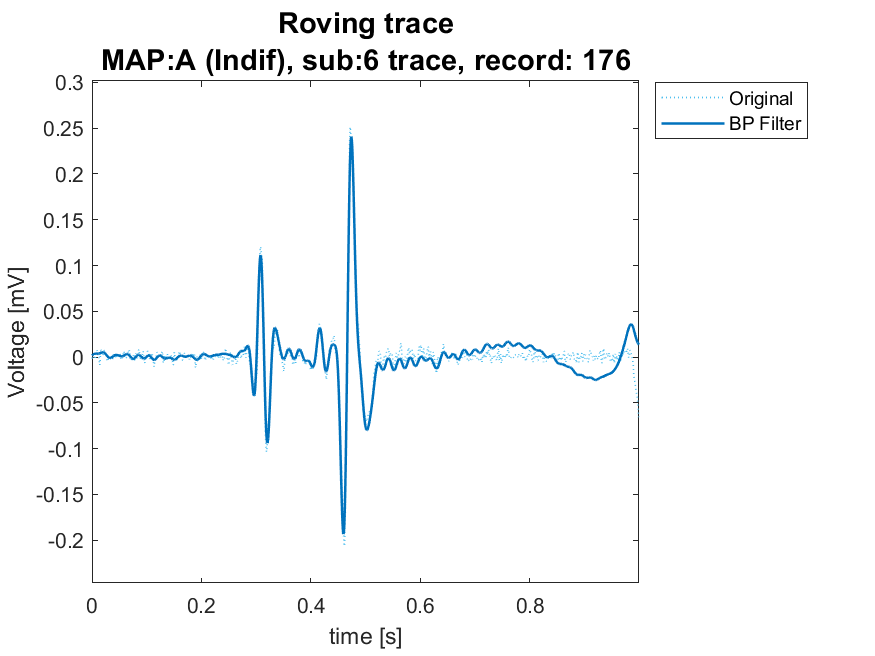 Roving trace
MAP:A (Indif), sub:6 trace, record: 176
Original
BP Filter
0.3
0.25
0.2
0.15
0.1
0.05
0
-0.05
-0.1
-0.15
-0.2
Voltage [mV]
0 0.2 0.4 0.6 0.8
time [s]